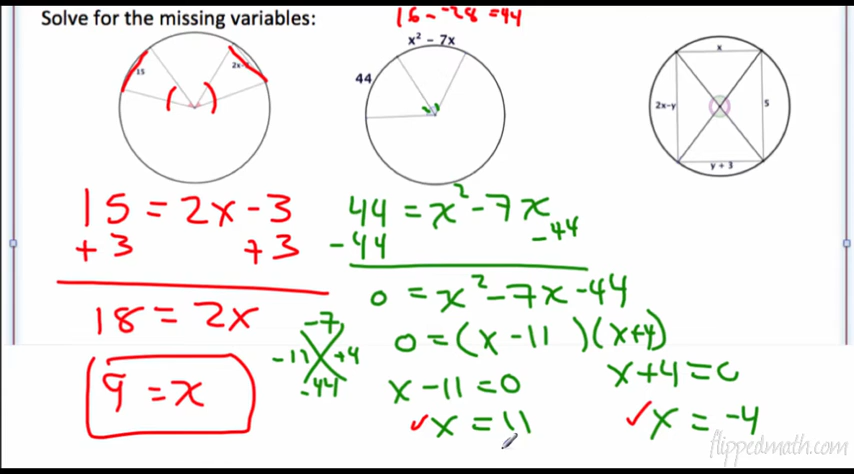 Solve for the missing variables:
16 - -28 = 44
x² - 7x
44
15
2x
x
2x-y
5
y + 3
15 = 2x - 3
+ 3 + 3
18 = 2x
9 = x
44 = x² - 7x
- 44 - 44
0 = x² - 7x - 44
-7
-11 +4
-44
0 = (x - 11 )(x+4)
x - 11 = 0
x = 11
x + 4 = 0
x = -4
flippedmath.com